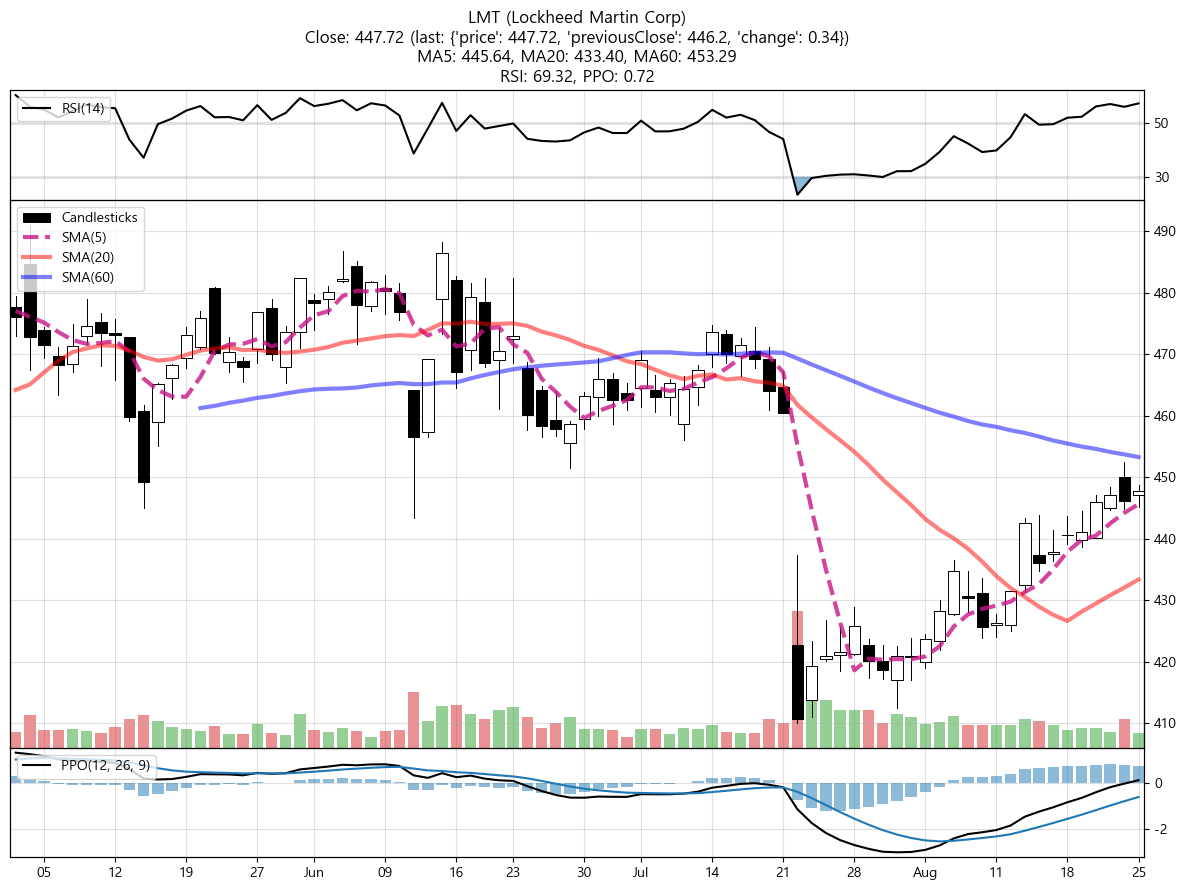 LMT (Lockheed Martin Corp)
Close: 447.72 (last: {'price': 447.72, 'previousClose': 446.2, 'change': 0.34})
MA5: 445.64, MA20: 433.40, MA60: 453.29
RSI: 69.32, PPO: 0.72
RSI(14)
50
30
Candlesticks
SMA(5)
SMA(20)
SMA(60)
490
480
470
460
450
440
430
420
410
PPO(12, 26, 9)
0
-2
05 12 19 27 Jun 09 16 23 Jul 14 21 28 Aug 11 18 25